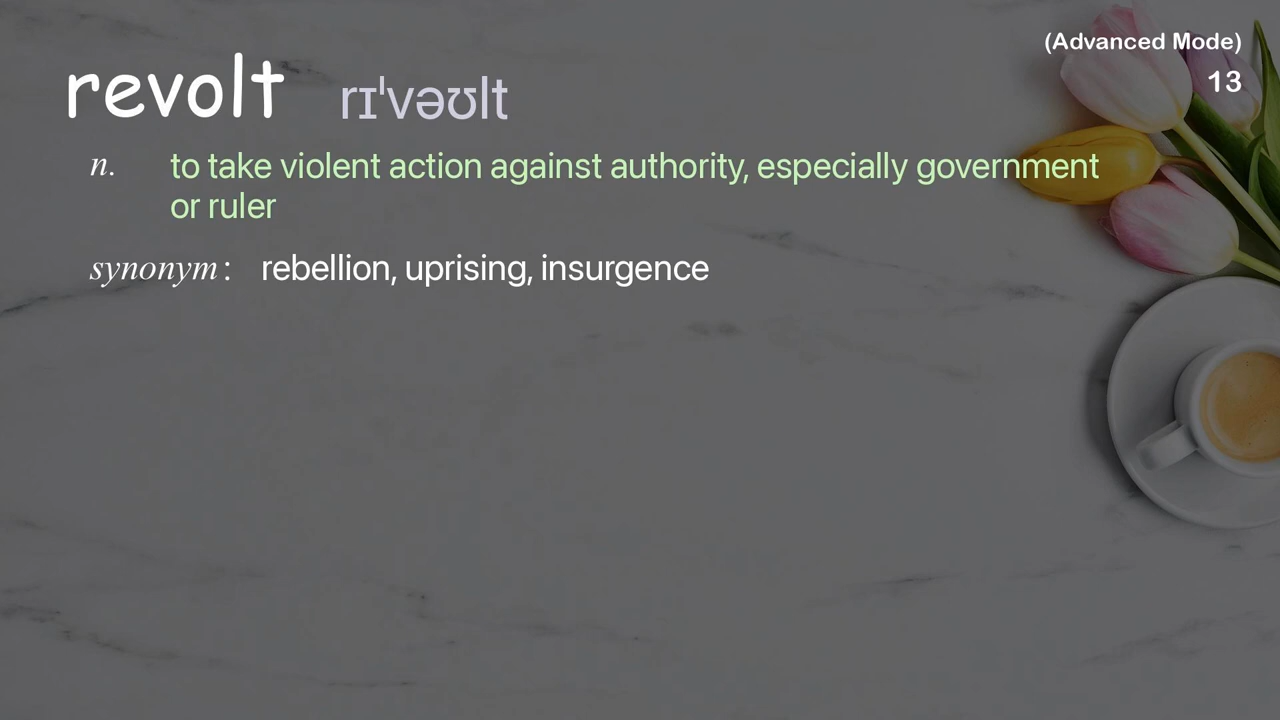 (Advanced Mode)
13
revolt rɪˈvəʊlt
n. to take violent action against authority, especially government
or ruler
synonym : rebellion, uprising, insurgence